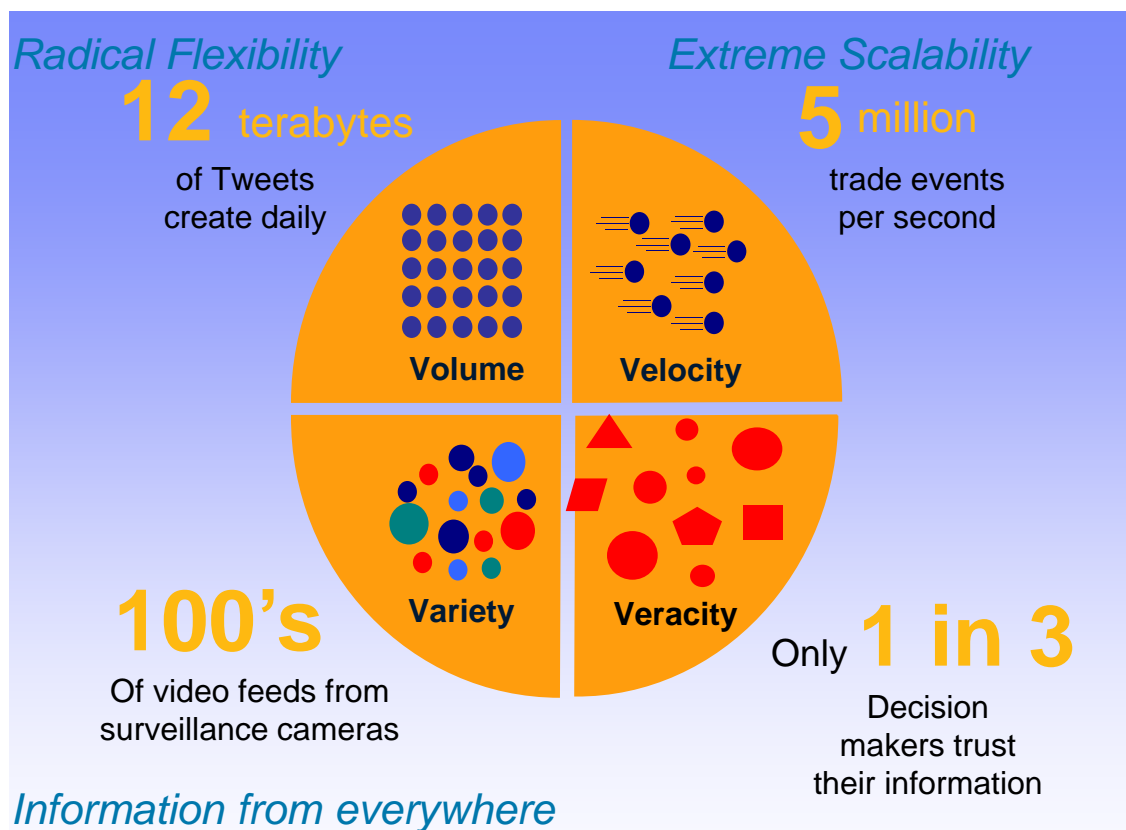 Radical Flexibility
Extreme Scalability
12 terabytes
of Tweets
create daily
5 million
trade events
per second
Volume
Velocity
Variety
Veracity
100’s
Of video feeds from
surveillance cameras
Only 1 in 3
Decision
makers trust
their information
Information from everywhere